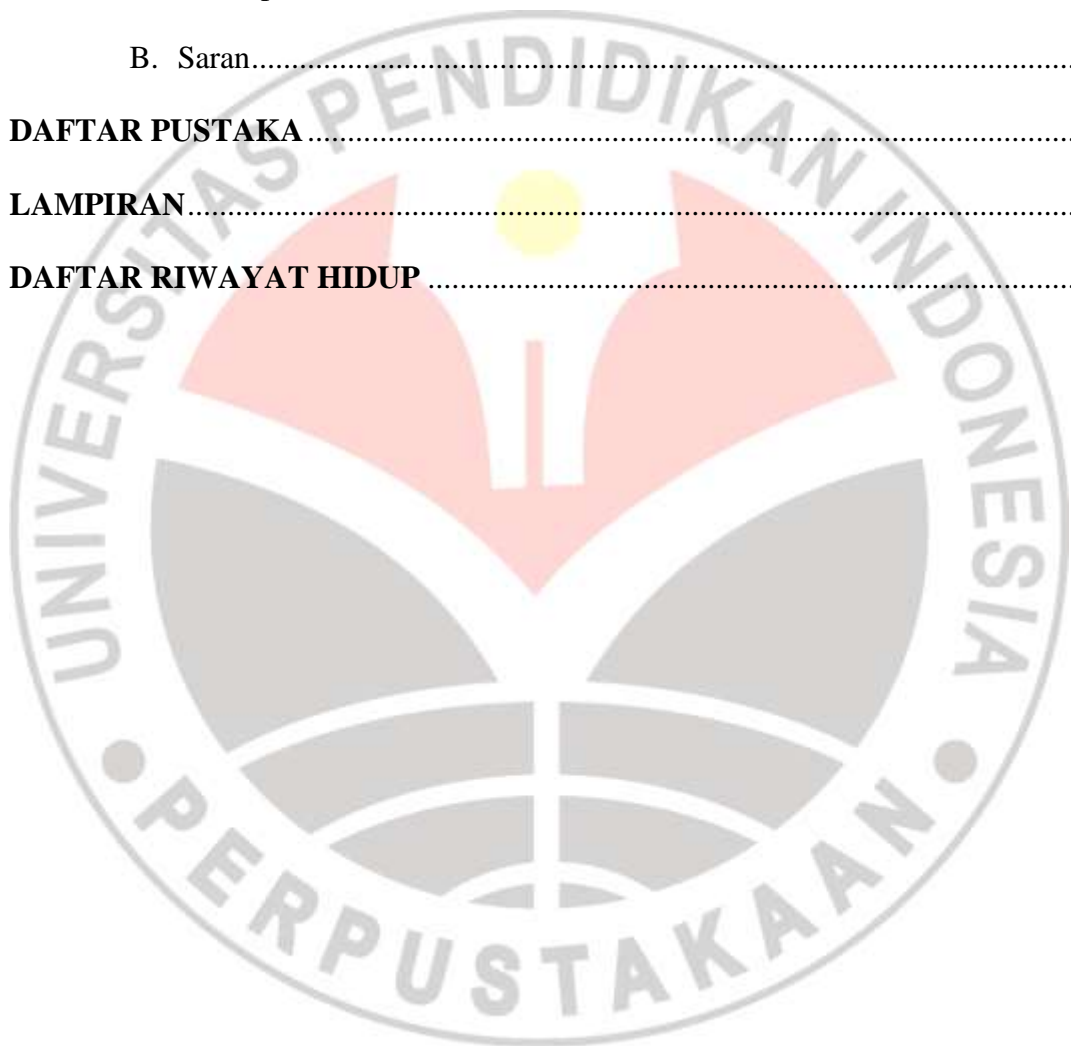 B. Saran...........................................................................................
DAFTAR PUSTAKA...........................................................................................
LAMPIRAN...........................................................................................
DAFTAR RIWAYAT HIDUP...........................................................................................
UNIVERSITAS PENDIDIKAN INDONESIA
PERPUSTAKAAN